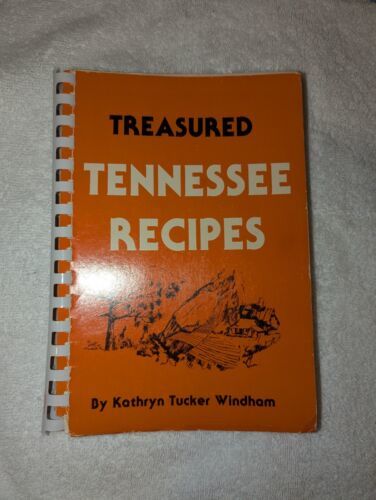 TREASURED
TENNESSEE
RECIPES
By Kathryn Tucker Windham